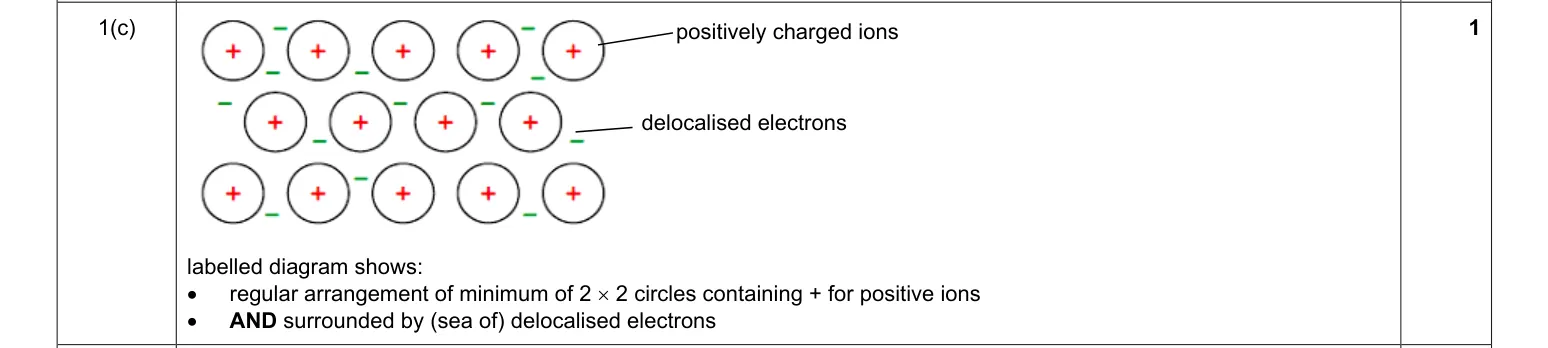 1(c)
1
− −
+ + + + +
positively charged ions
− − −
− − −
+ + + +
delocalised electrons
− −
−
+ + + + +
− −
labelled diagram shows:
• regular arrangement of minimum of 2 × 2 circles containing + for positive ions
• AND surrounded by (sea of) delocalised electrons